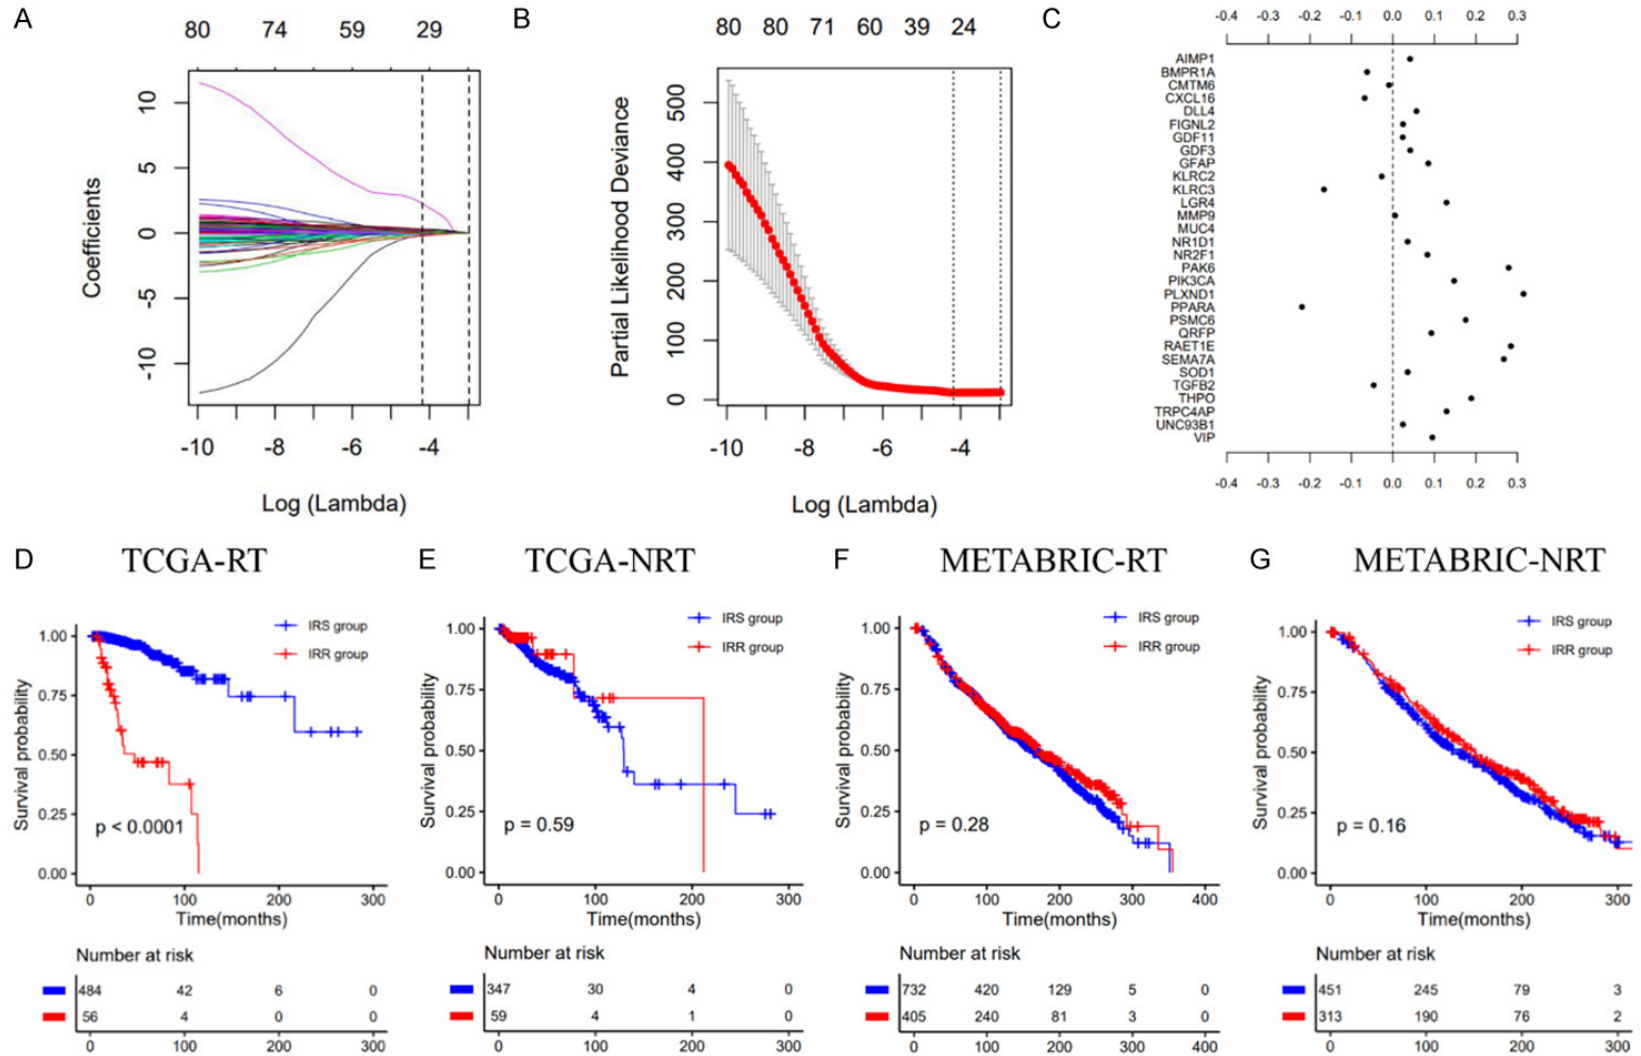 A
80 74 59 29
10
5
0
-5
-10
Coefficients
-10 -8 -6 -4
Log (Lambda)
B
80 80 71 60 39 24
500
400
300
200
100
0
Partial Likelihood Deviance
-10 -8 -6 -4
Log (Lambda)
C
-0.4 -0.3 -0.2 -0.1 0.0 0.1 0.2 0.3
AIMP1
BMPR1A
CMTM6
CXCL16
DLL4
FIGNL2
GDF11
GDF3
GFAP
KLRC2
KLRC3
LGR4
MMP9
MUC4
NR1D1
NR2F1
PAK6
PIK3CA
PLXND1
PPARA
PSMC6
QRFP
RAET1E
SEMA7A
SOD1
TGFB2
THPO
TRPC4AP
UNC93B1
VIP
-0.4 -0.3 -0.2 -0.1 0.0 0.1 0.2 0.3
D TCGA-RT
IRS group
IRR group
1.00
0.75
0.50
0.25
0.00
Survival probability
p < 0.0001
0 100 200 300
Time(months)
Number at risk
484 42 6 0
56 4 0 0
0 100 200 300
E TCGA-NRT
IRS group
IRR group
1.00
0.75
0.50
0.25
0.00
Survival probability
p = 0.59
0 100 200 300
Time(months)
Number at risk
347 30 4 0
59 4 1 0
0 100 200 300
F METABRIC-RT
IRS group
IRR group
1.00
0.75
0.50
0.25
0.00
Survival probability
p = 0.28
0 100 200 300 400
Time(months)
Number at risk
732 420 129 5 0
405 240 81 3 0
0 100 200 300 400
G METABRIC-NRT
IRS group
IRR group
1.00
0.75
0.50
0.25
0.00
Survival probability
p = 0.16
0 100 200 300
Time(months)
Number at risk
451 245 79 3
313 190 76 2
0 100 200 300